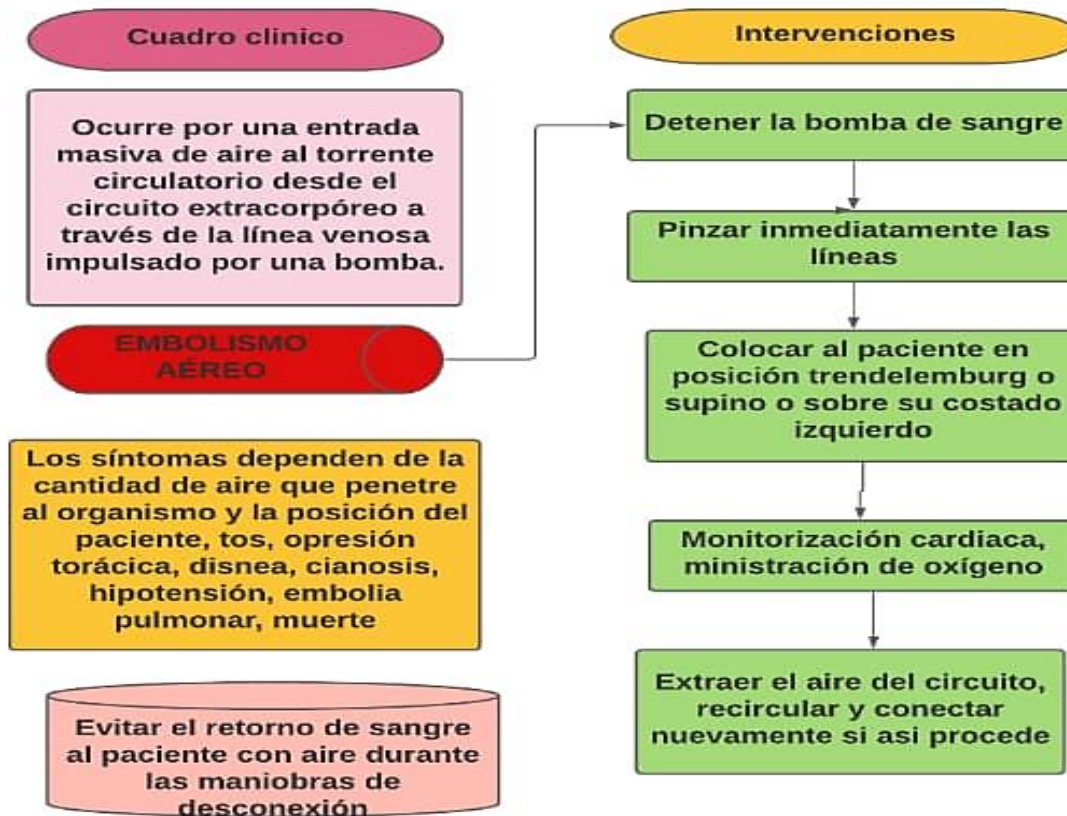 Cuadro clinico
Ocurre por una entrada
masiva de aire al torrente
circulatorio desde el
circuito extracorpóreo a
través de la línea venosa
impulsado por una bomba.
EMBOLISMO
AÉREO
Los síntomas dependen de la
cantidad de aire que penetre
al organismo y la posición del
paciente, tos, opresión
torácica, disnea, cianosis,
hipotensión, embolia
pulmonar, muerte
Evitar el retorno de sangre
al paciente con aire durante
las maniobras de
desconexión
Intervenciones
Detener la bomba de sangre
Pinzar inmediatamente las
líneas
Colocar al paciente en
posición trendelemburg o
supino o sobre su costado
izquierdo
Monitorización cardiaca,
ministración de oxígeno
Extraer el aire del circuito,
recircular y conectar
nuevamente si asi procede